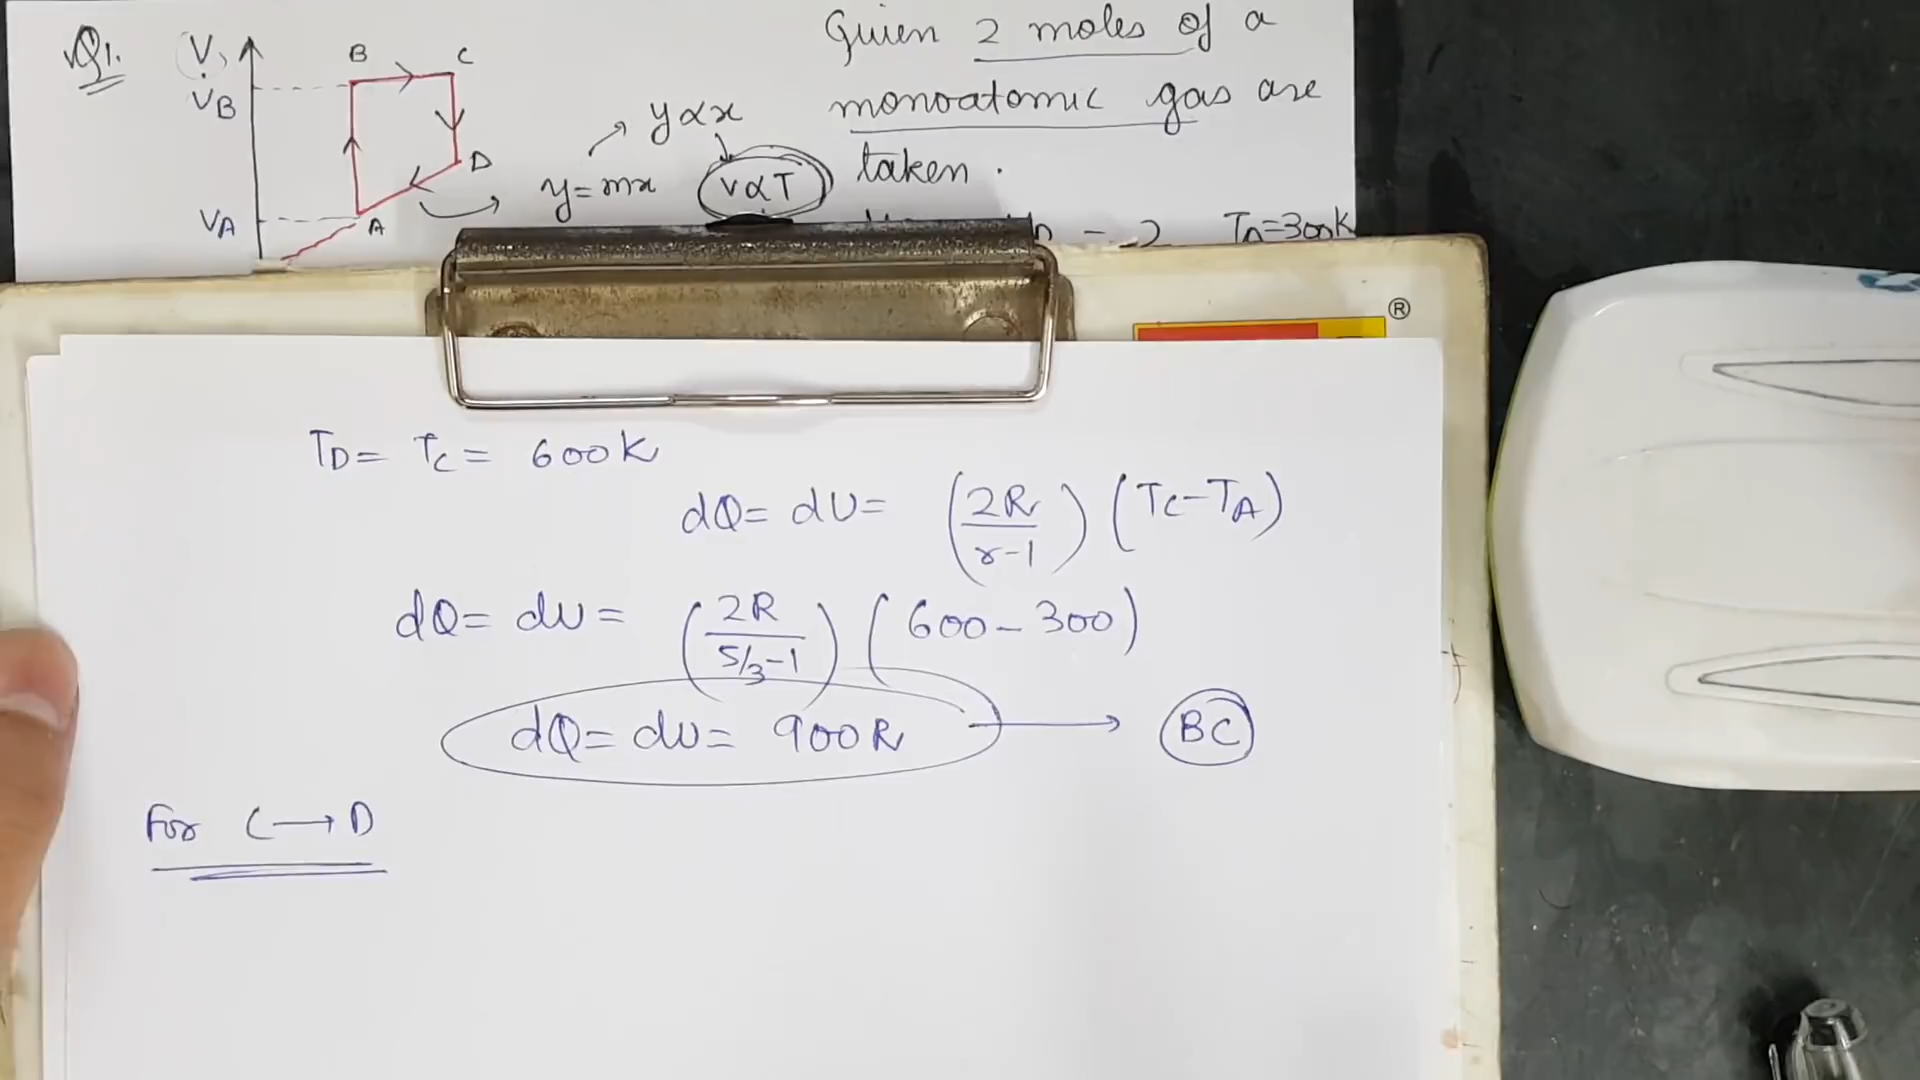 Q1.
V
VB
VA
B
C
D
A
y∝x
y=mx
V∝T
Given 2 moles of a
monoatomic gas are
taken.
- 2 TA=300K
®
TD= TC= 600K
dQ= dU= (2R/γ-1) (TC-TA)
dQ= dU= (2R/5/3-1) (600-300)
dQ= dU= 900R → BC
For C→D